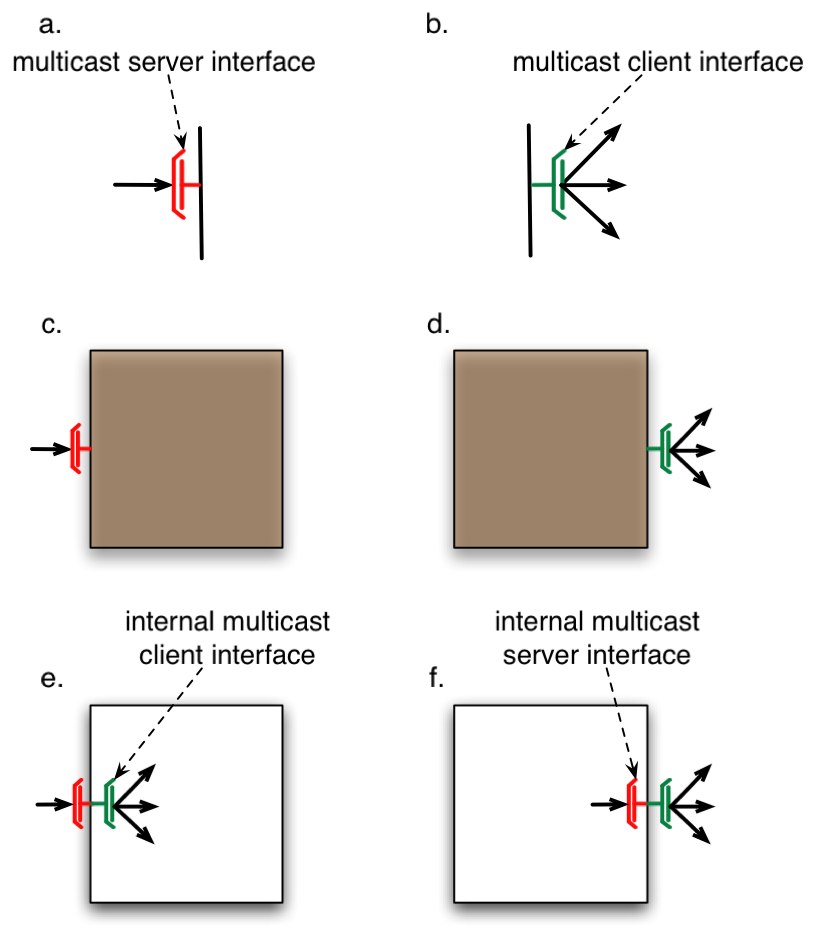 a.
multicast server interface
b.
multicast client interface
c.
d.
internal multicast
client interface
e.
internal multicast
server interface
f.